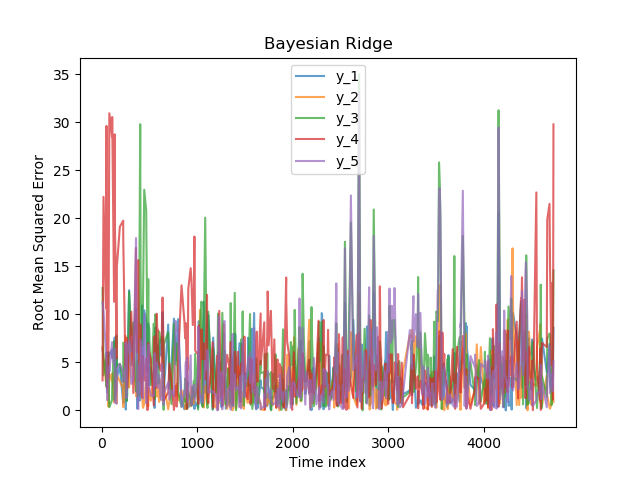 Bayesian Ridge
Root Mean Squared Error
35
30
25
20
15
10
5
0
y_1
y_2
y_3
y_4
y_5
0 1000 2000 3000 4000
Time index